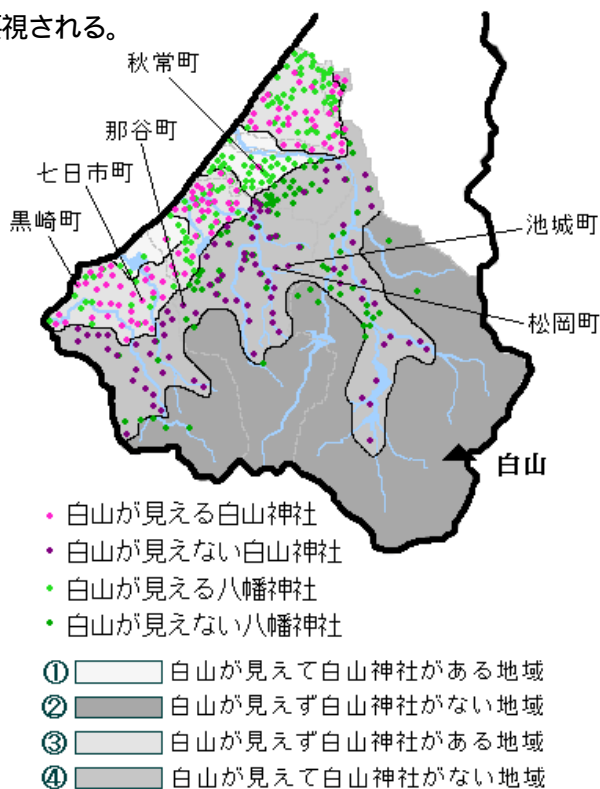 視される。
秋常町
那谷町
七日市町
黒崎町
池城町
松岡町
白山
白山が見える白山神社
白山が見えない白山神社
白山が見える八幡神社
白山が見えない八幡神社
① 白山が見えて白山神社がある地域
② 白山が見えず白山神社がない地域
③ 白山が見えず白山神社がある地域
④ 白山が見えて白山神社がない地域